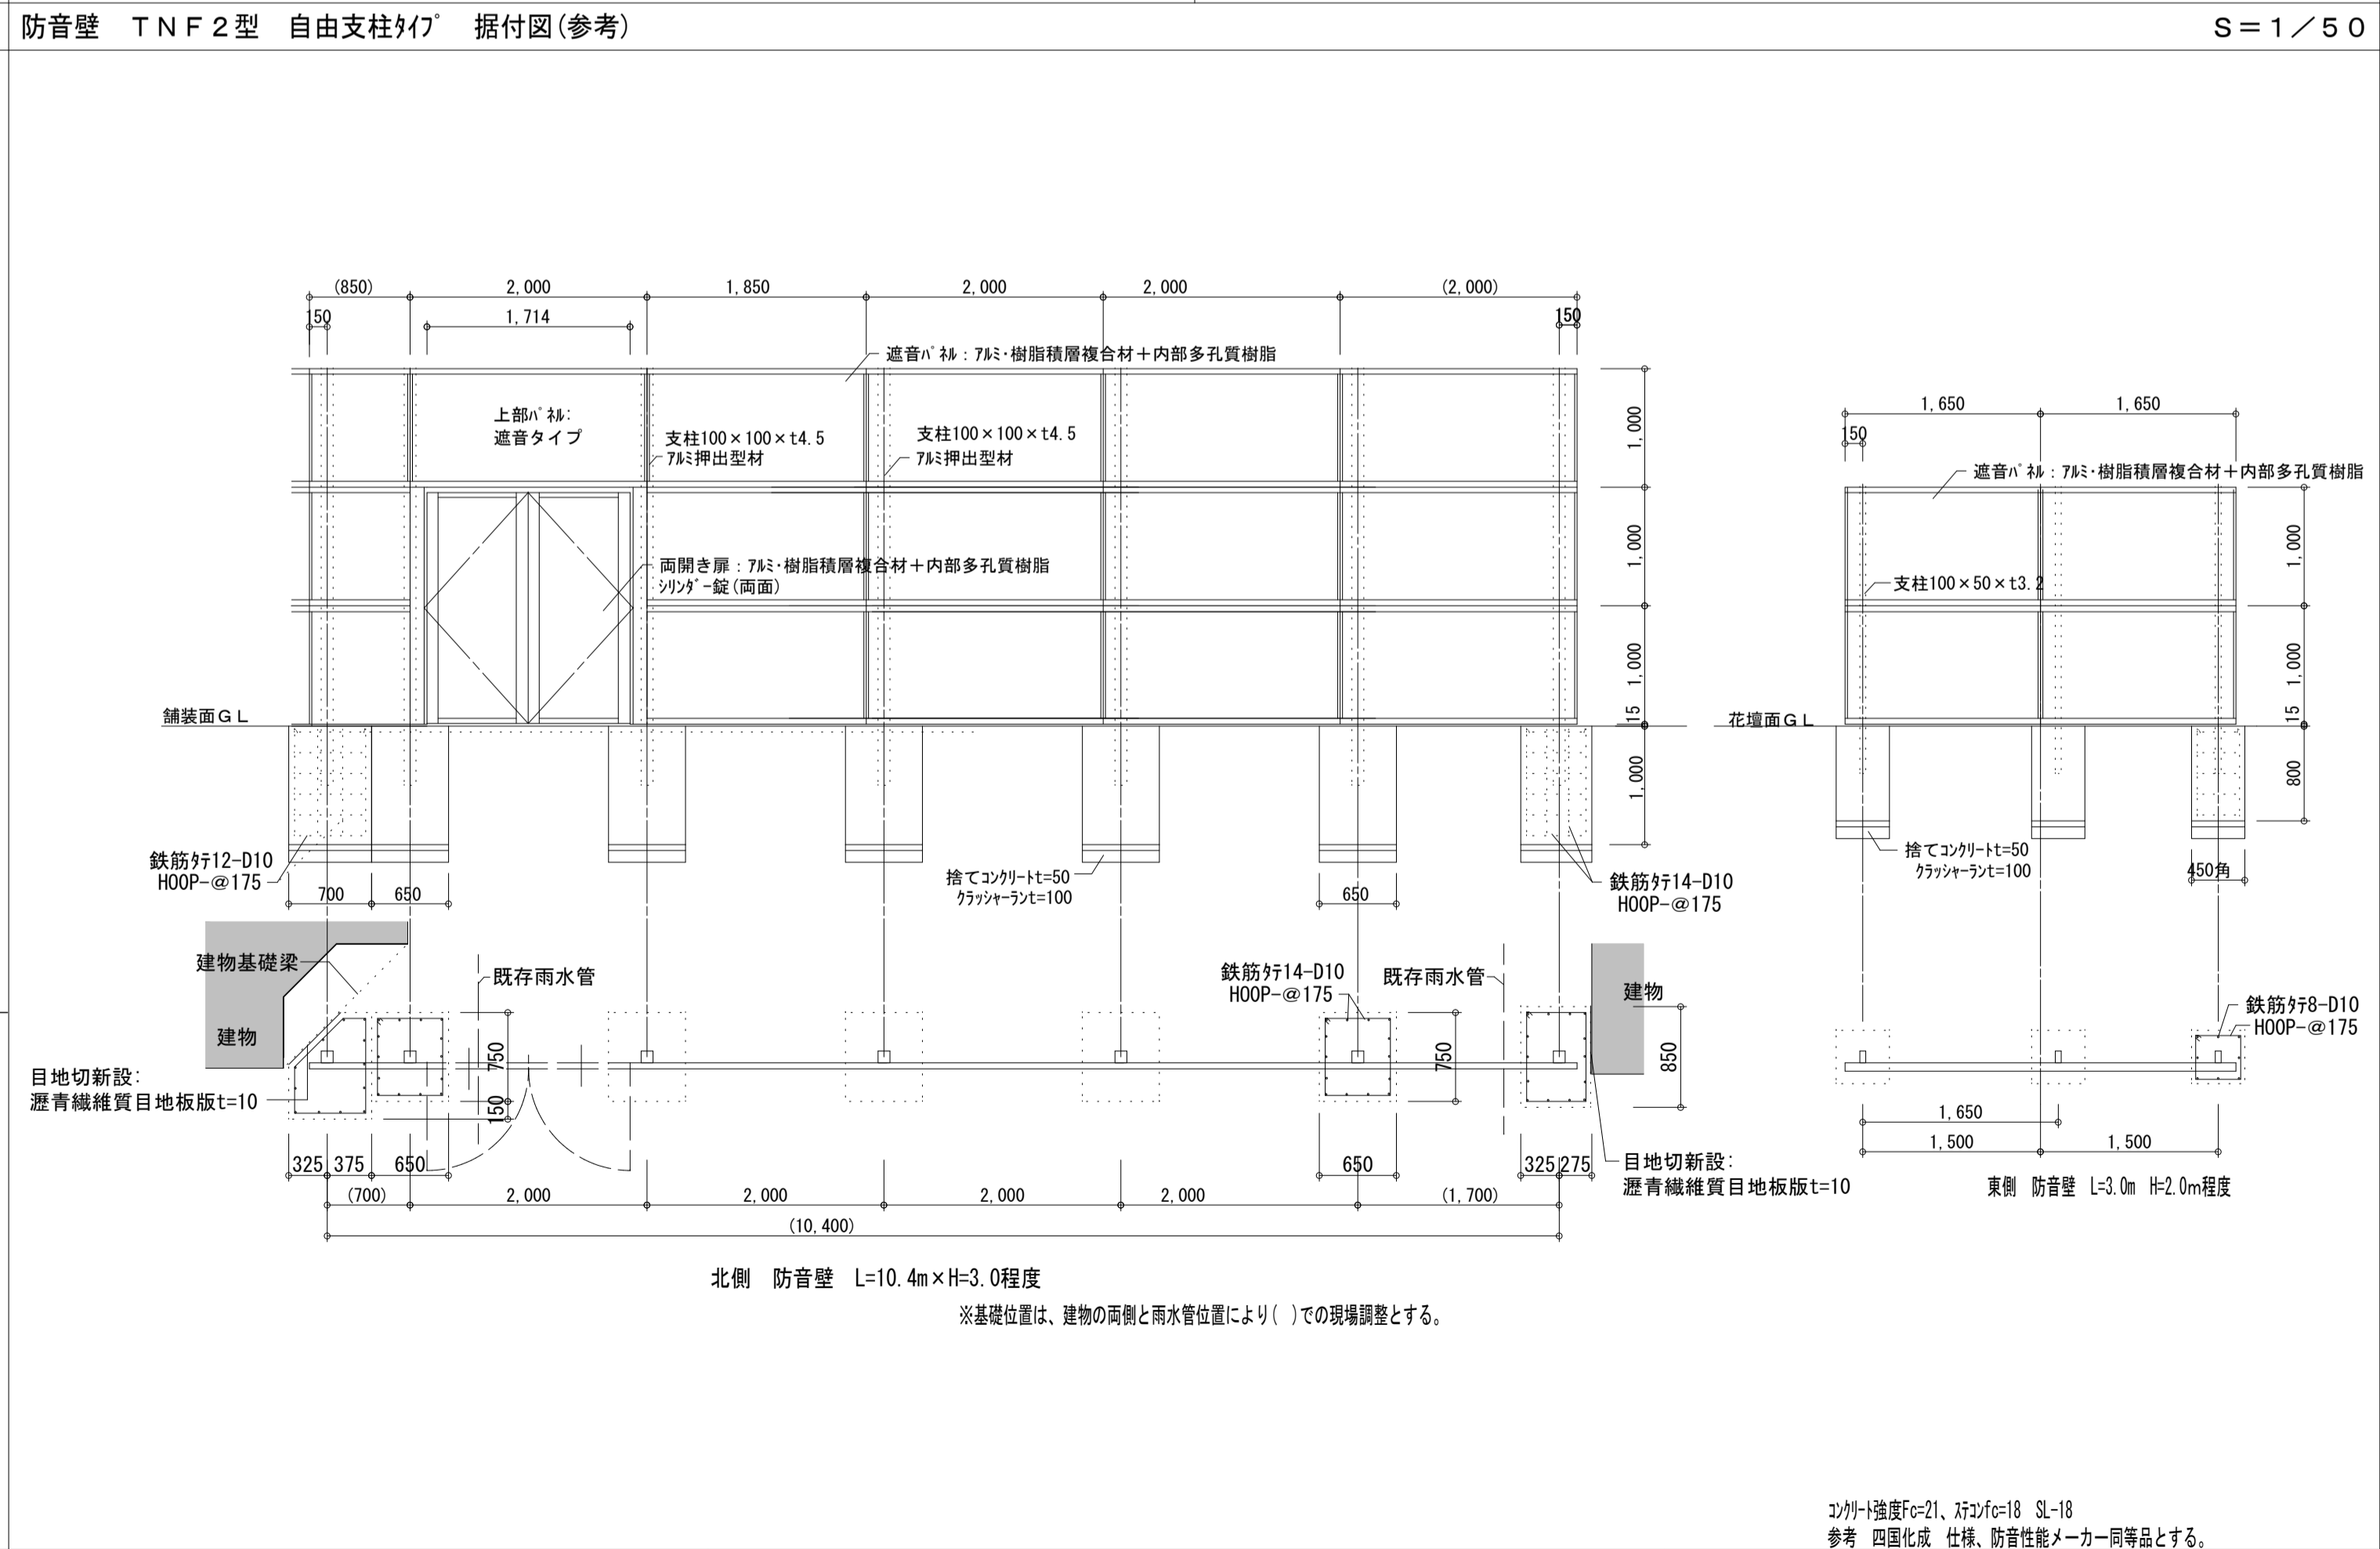 防音壁　ＴＮＦ２型　自由支柱ﾀｲﾌﾟ　据付図(参考)
Ｓ＝１／５０
(850)
2,000
1,850
2,000
2,000
(2,000)
150
1,714
150
遮音ﾊﾟﾈﾙ：ｱﾙﾐ・樹脂積層複合材＋内部多孔質樹脂
上部ﾊﾟﾈﾙ:
遮音タイプ
支柱100×100×t4.5
ｱﾙﾐ押出型材
支柱100×100×t4.5
ｱﾙﾐ押出型材
両開き扉：ｱﾙﾐ・樹脂積層複合材＋内部多孔質樹脂
ｼﾘﾝﾀﾞｰ錠(両面)
1,000
1,000
1,000
15
1,000
舗装面ＧＬ
鉄筋ﾀﾃ12-D10
HOOP-@175
700
650
捨てｺﾝｸﾘｰﾄt=50
ｸﾗｯｼｬｰﾗﾝt=100
650
鉄筋ﾀﾃ14-D10
HOOP-@175
1,650
1,650
150
遮音ﾊﾟﾈﾙ：ｱﾙﾐ・樹脂積層複合材＋内部多孔質樹脂
支柱100×50×t3.2
1,000
1,000
15
800
花壇面ＧＬ
捨てｺﾝｸﾘｰﾄt=50
ｸﾗｯｼｬｰﾗﾝt=100
450角
建物基礎梁
建物
既存雨水管
750
150
目地切新設:
瀝青繊維質目地板版t=10
鉄筋ﾀﾃ14-D10
HOOP-@175
既存雨水管
建物
750
850
目地切新設:
瀝青繊維質目地板版t=10
325
375
650
650
325
275
(700)
2,000
2,000
2,000
2,000
(1,700)
(10,400)
鉄筋ﾀﾃ8-D10
HOOP-@175
1,650
1,500
1,500
東側　防音壁　L=3.0m　H=2.0m程度
北側　防音壁　L=10.4m×H=3.0程度
※基礎位置は、建物の両側と雨水管位置により(　)での現場調整とする。
ｺﾝｸﾘｰﾄ強度Fc=21、ｽﾃｺﾝfc=18　SL-18
参考　四国化成　仕様、防音性能メーカー同等品とする。